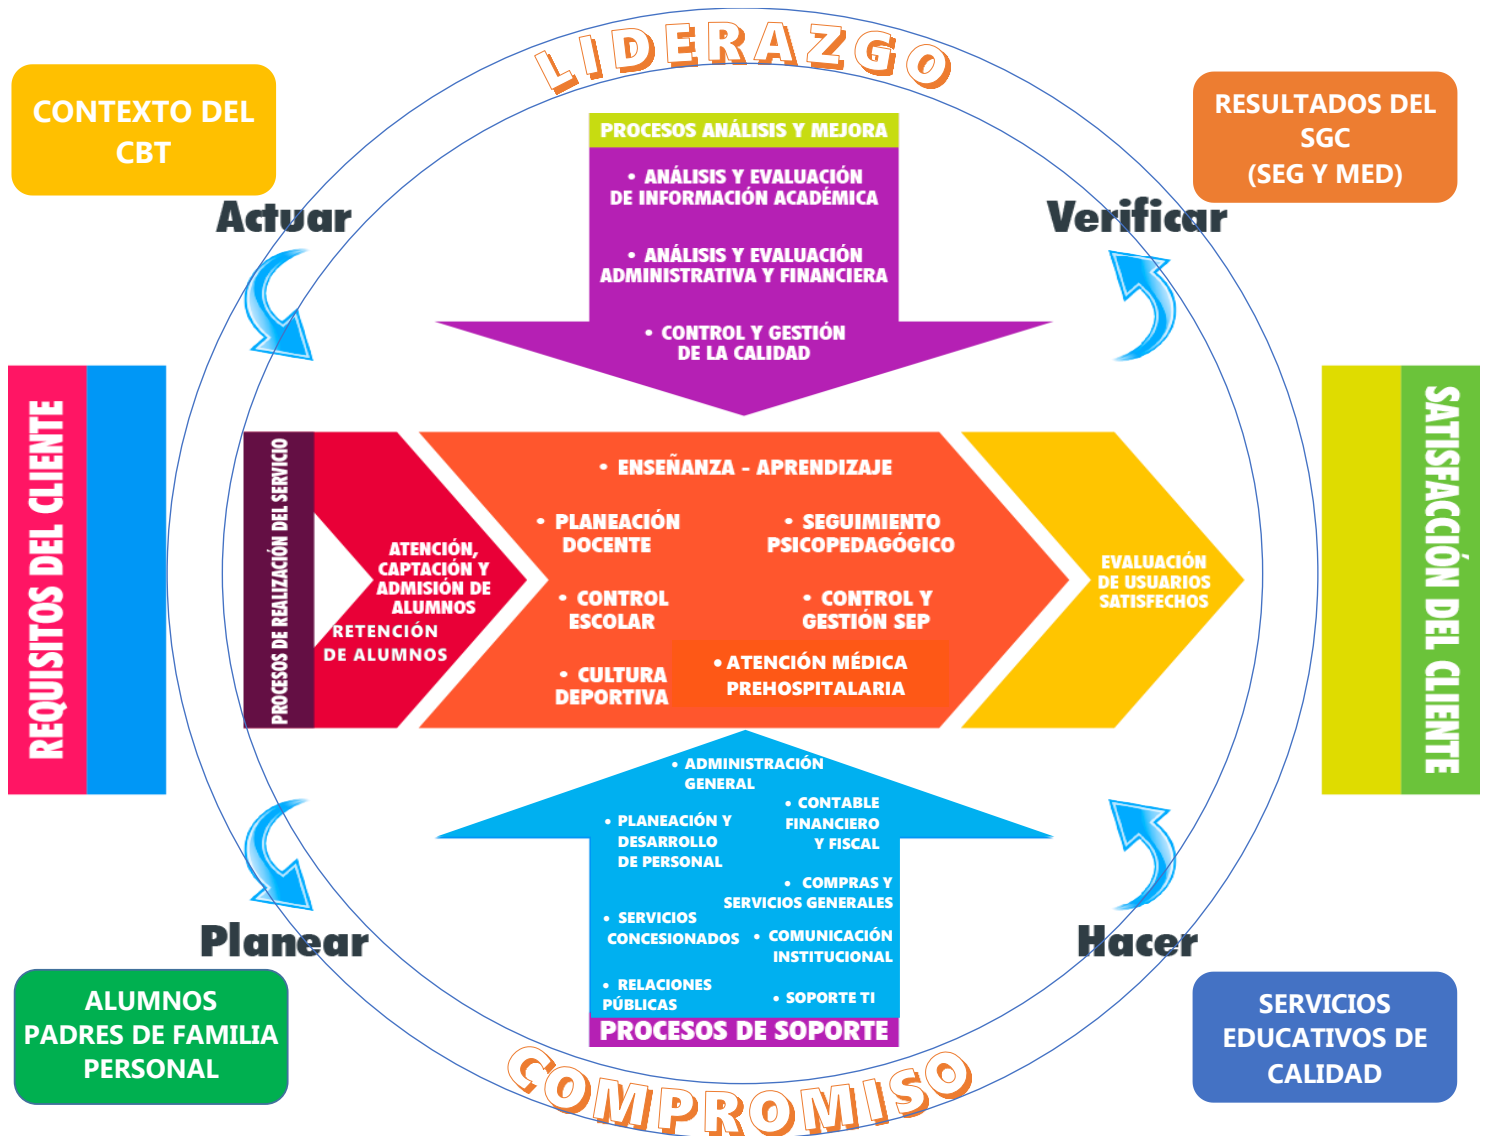 LIDERAZGO
CONTEXTO DEL
CBT
RESULTADOS DEL
SGC
(SEG Y MED)
Actuar
Verificar
PROCESOS ANÁLISIS Y MEJORA
• ANÁLISIS Y EVALUACIÓN
DE INFORMACIÓN ACADÉMICA
• ANÁLISIS Y EVALUACIÓN
ADMINISTRATIVA Y FINANCIERA
• CONTROL Y GESTIÓN
DE LA CALIDAD
REQUISITOS DEL CLIENTE
PROCESOS DE REALIZACIÓN DEL SERVICIO
ATENCIÓN,
CAPTACIÓN Y
ADMISIÓN DE
ALUMNOS
RETENCIÓN
DE ALUMNOS
• ENSEÑANZA - APRENDIZAJE
• PLANEACIÓN
DOCENTE
• SEGUIMIENTO
PSICOPEDAGÓGICO
• CONTROL
ESCOLAR
• CONTROL Y
GESTIÓN SEP
• CULTURA
DEPORTIVA
• ATENCIÓN MÉDICA
PREHOSPITALARIA
EVALUACIÓN
DE USUARIOS
SATISFECHOS
SATISFACCIÓN DEL CLIENTE
• ADMINISTRACIÓN
GENERAL
• CONTABLE
FINANCIERO
Y FISCAL
• PLANEACIÓN Y
DESARROLLO
DE PERSONAL
• COMPRAS Y
SERVICIOS GENERALES
• SERVICIOS
CONCESIONADOS
• COMUNICACIÓN
INSTITUCIONAL
• RELACIONES
PÚBLICAS
• SOPORTE TI
PROCESOS DE SOPORTE
Planear
Hacer
ALUMNOS
PADRES DE FAMILIA
PERSONAL
SERVICIOS
EDUCATIVOS DE
CALIDAD
COMPROMISO